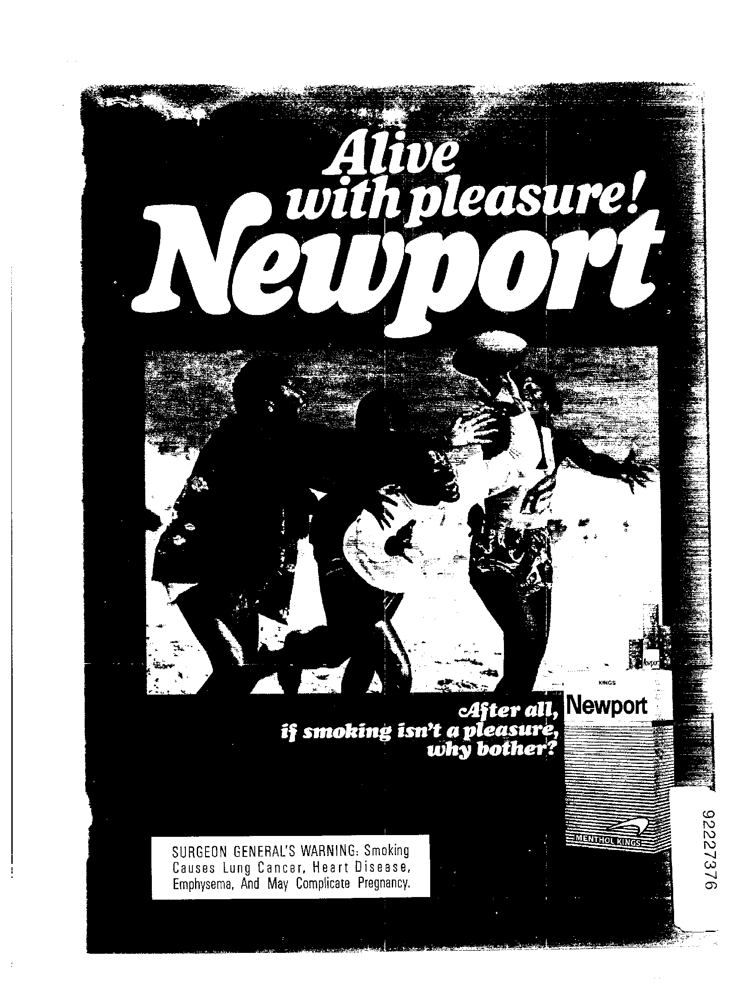 Alive
with pleasure!
Newport
After all,
if smoking isn't a pleasure,
why bother?
KINGS
Newport
MENTHOL KINGS
SURGEON GENERAL'S WARNING: Smoking
Causes Lung Cancer, Heart Disease,
Emphysema, And May Complicate Pregnancy.
92227376